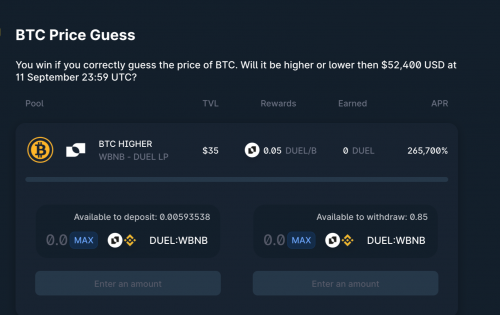 BTC Price Guess
You win if you correctly guess the price of BTC. Will it be higher or lower then $52,400 USD at
11 September 23:59 UTC?
Pool TVL Rewards Earned APR
BTC HIGHER
WBNB - DUEL LP
$35 0.05 DUEL/B 0 DUEL 265,700%
Available to deposit: 0.00593538
0.0 MAX DUEL:WBNB
Enter an amount
Available to withdraw: 0.85
0.0 MAX DUEL:WBNB
Enter an amount